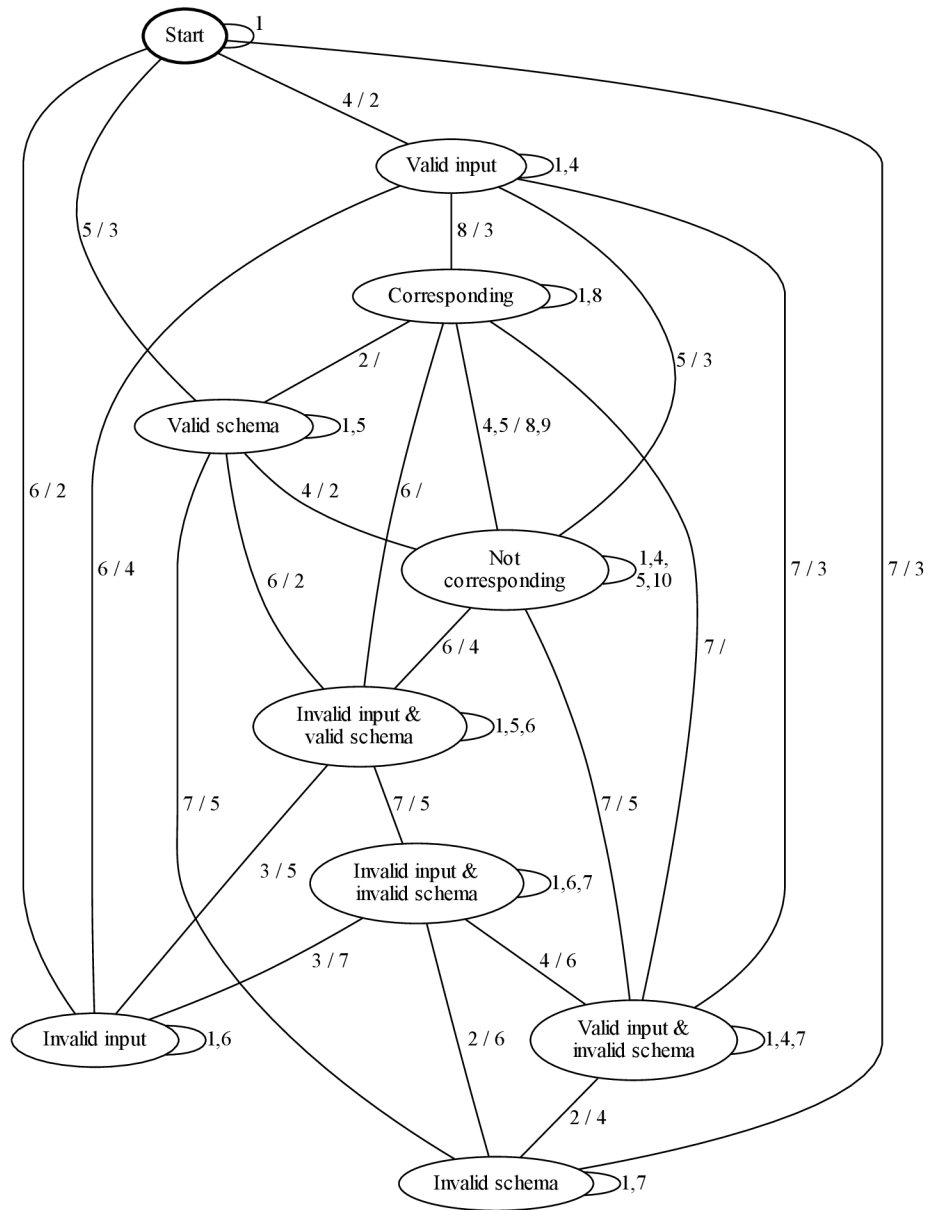 Start
1
4 / 2
Valid input
1,4
5 / 3
8 / 3
Corresponding
1,8
2 /
5 / 3
Valid schema
1,5
4,5 / 8,9
6 / 2
4 / 2
6 /
6 / 4
6 / 2
Not
corresponding
1,4,
5,10
7 / 3
7 / 3
6 / 4
7 /
Invalid input &
valid schema
1,5,6
7 / 5
7 / 5
7 / 5
3 / 5
Invalid input &
invalid schema
1,6,7
3 / 7
4 / 6
Invalid input
1,6
2 / 6
Valid input &
invalid schema
1,4,7
2 / 4
Invalid schema
1,7